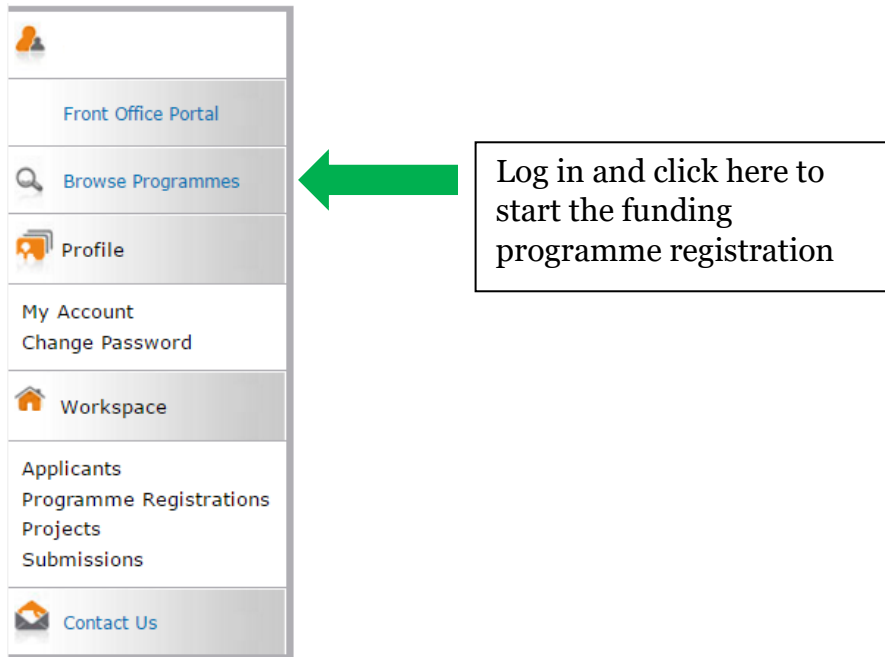 Front Office Portal
Browse Programmes
Log in and click here to
start the funding
programme registration
Profile
My Account
Change Password
Workspace
Applicants
Programme Registrations
Projects
Submissions
Contact Us